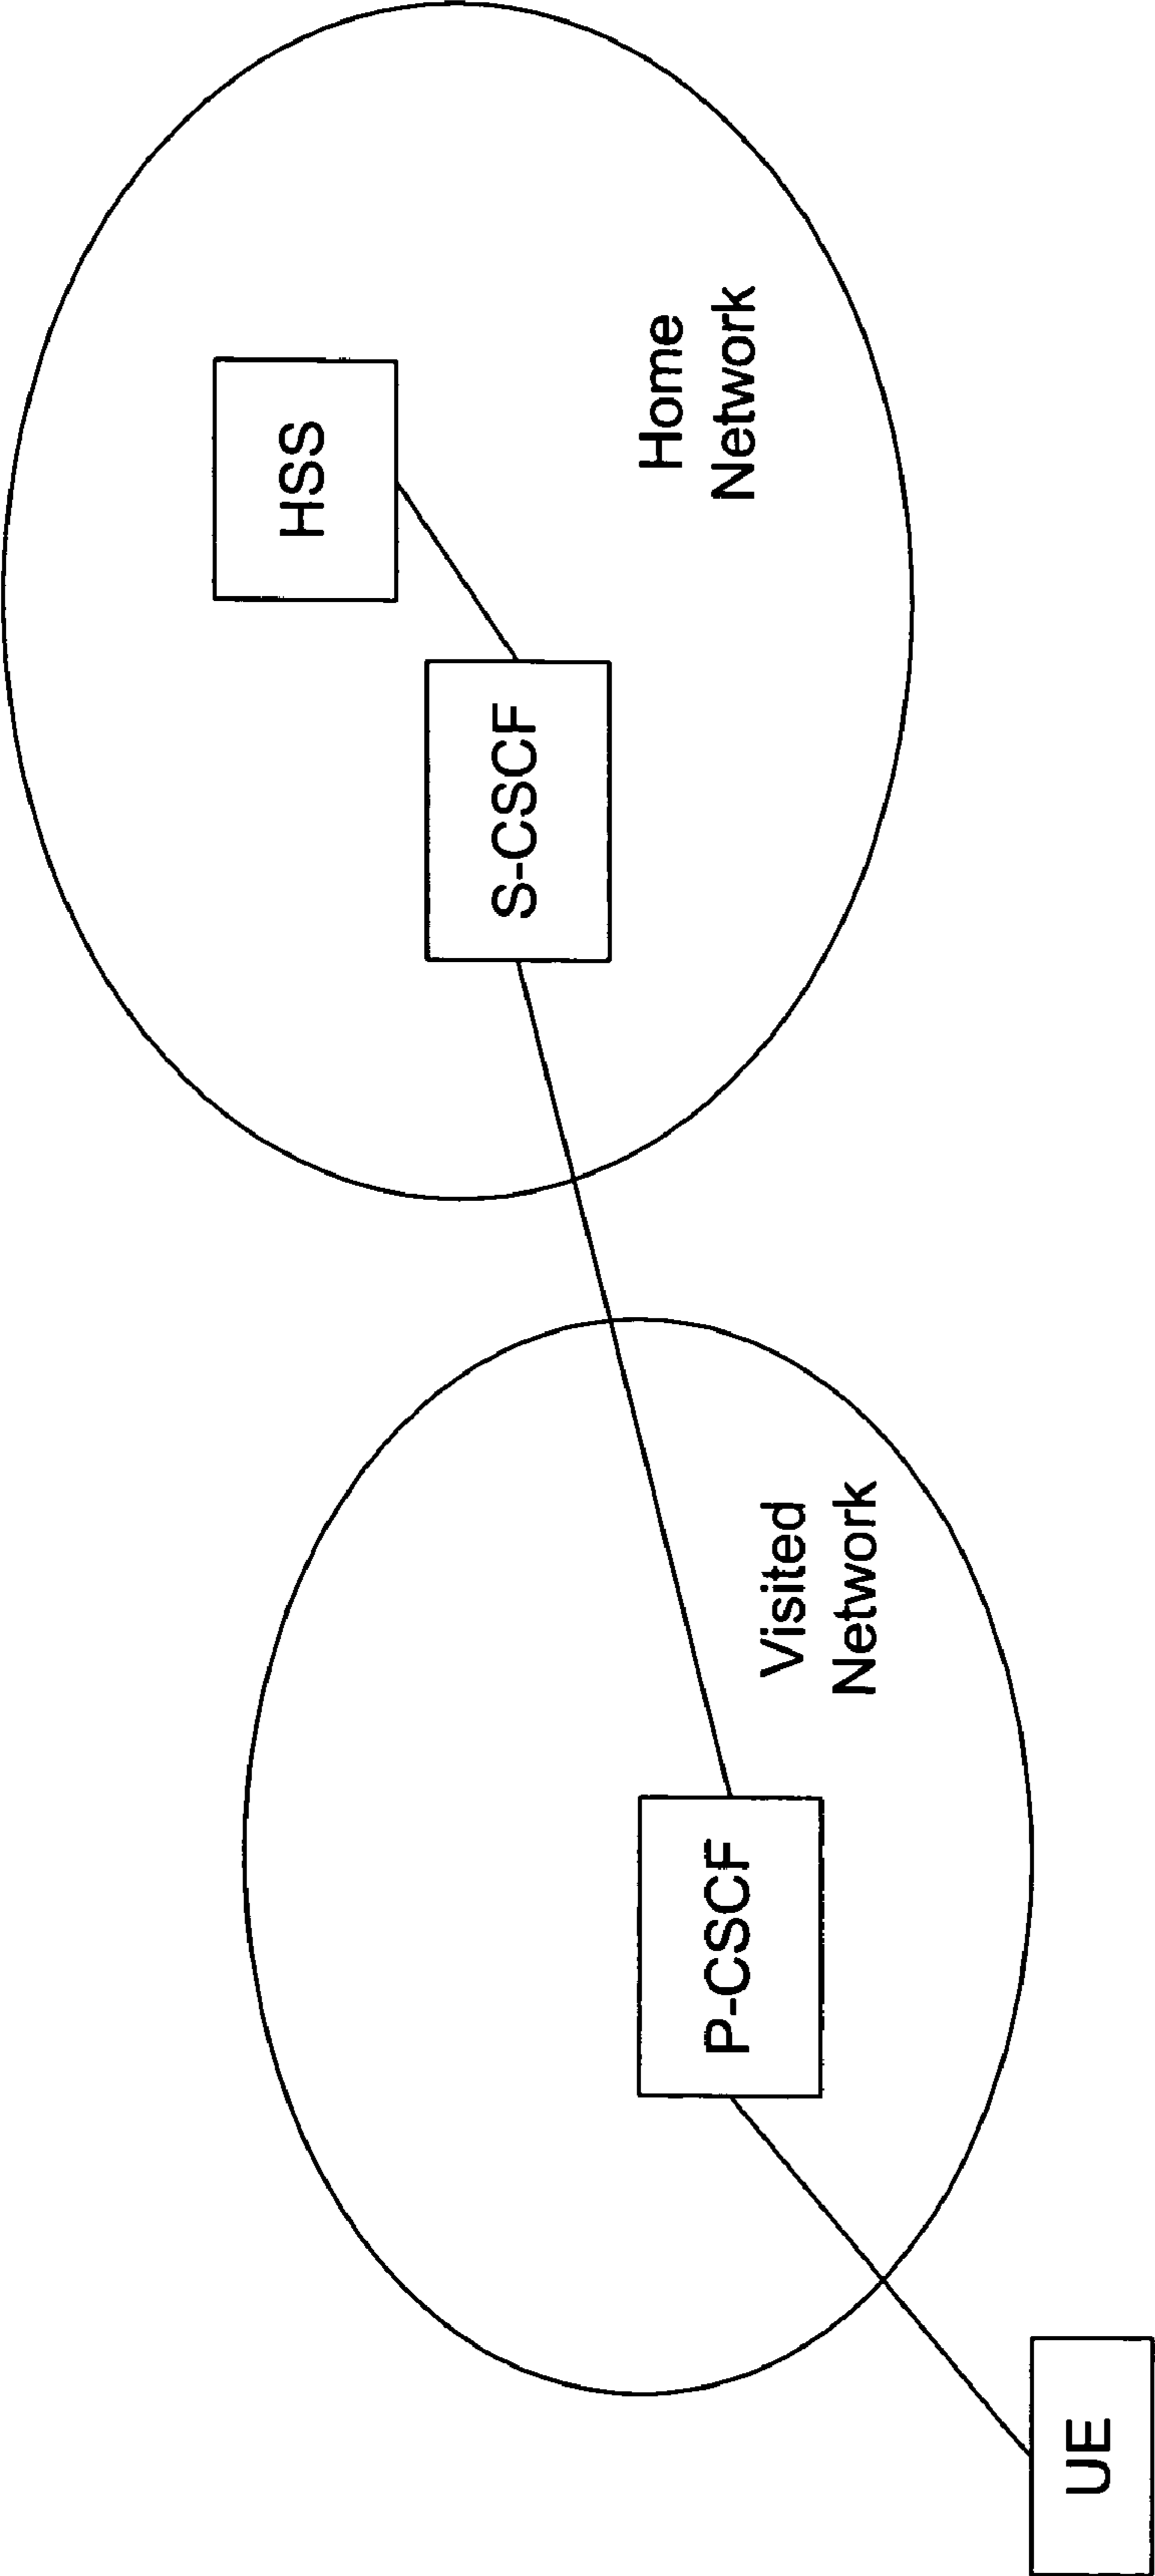 HSS
S-CSCF
Home
Network
P-CSCF
Visited
Network
UE